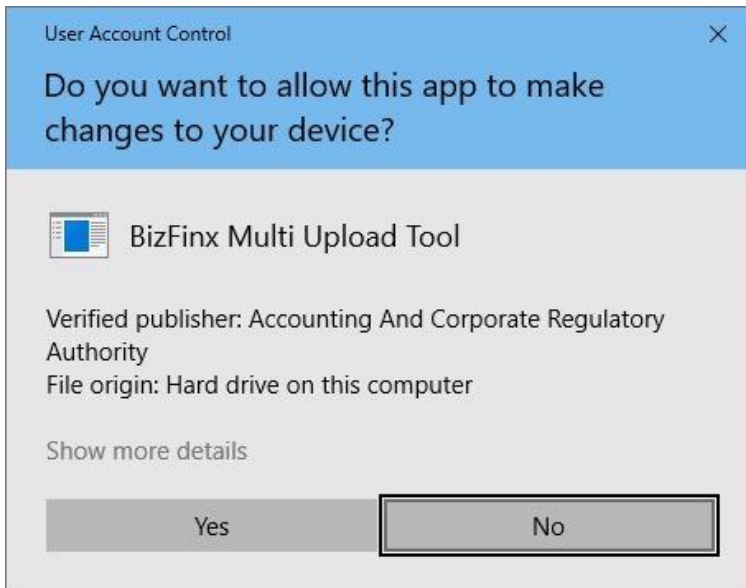 User Account Control
Do you want to allow this app to make
changes to your device?
BizFinx Multi Upload Tool
Verified publisher: Accounting And Corporate Regulatory
Authority
File origin: Hard drive on this computer
Show more details
Yes
No